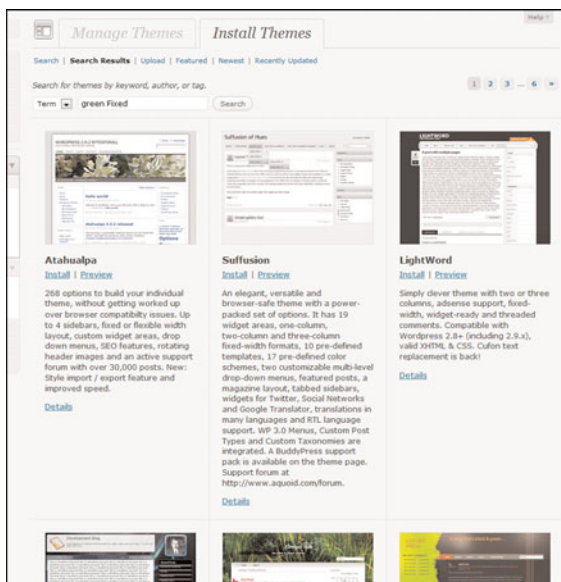 Help
Manage Themes
Install Themes
Search | Search Results | Upload | Featured | Newest | Recently Updated
Search for themes by keyword, author, or tag.
1 2 3 … 6 »
Term green Fixed Search
Atahualpa
Install | Preview
268 options to build your individual
theme, without getting worked up
over browser compatibilty issues. Up
to 4 sidebars, fixed or flexible width
layout, custom widget areas, drop
down menus, SEO features, rotating
header images and an active support
forum with over 30,000 posts. New:
Style import / export feature and
improved speed.
Details
Suffusion of Hues
Suffusion
Install | Preview
An elegant, versatile and
browser-safe theme with a power-
packed set of options. It has 19
widget areas, one-column,
two-column and three-column
fixed-width formats, 10 pre-defined
templates, 17 pre-defined color
schemes, two customizable multi-level
drop-down menus, featured posts, a
magazine layout, tabbed sidebars,
widgets for Twitter, Social Networks
and Google Translator, translations in
many languages and RTL language
support. WP 3.0 Menus, Custom Post
Types and Custom Taxonomies are
integrated. A BuddyPress support
pack is available on the theme page.
Support forum at
http://www.aquoid.com/forum.
Details
LIGHTWORD
LightWord
Install | Preview
Simply clever theme with two or three
columns, adsense support, fixed-
width, widget-ready and threaded
comments. Compatible with
Wordpress 2.8+ (including 2.9.x),
valid XHTML & CSS. Cufon text
replacement is back!
Details
Development Blog